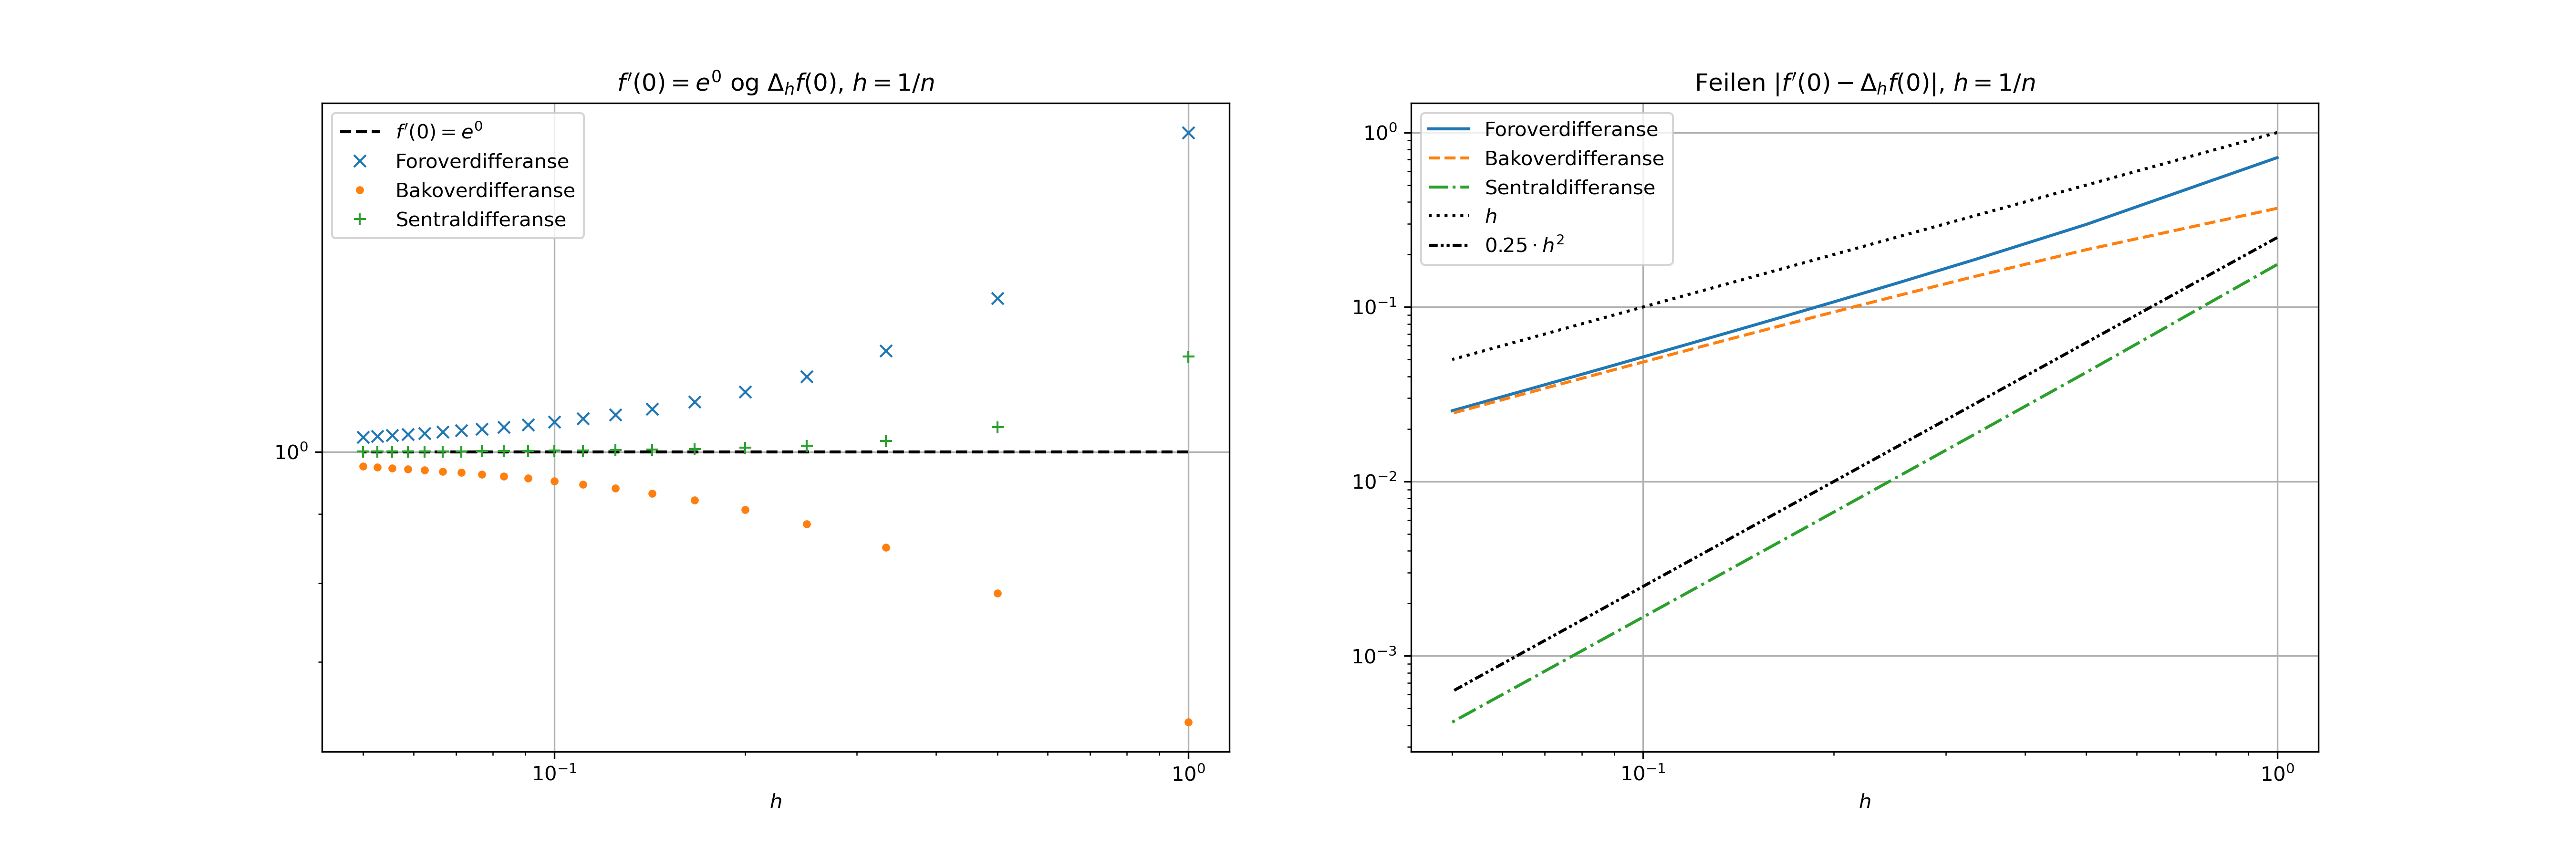 f′(0) = e⁰ og Δₕf(0), h = 1/n
f′(0) = e⁰
Foroverdifferanse
Bakoverdifferanse
Sentraldifferanse
10⁰
10⁻¹
10⁰
h
Feilen |f′(0) − Δₕf(0)|, h = 1/n
Foroverdifferanse
Bakoverdifferanse
Sentraldifferanse
h
0.25 · h²
10⁰
10⁻¹
10⁻²
10⁻³
10⁻¹
10⁰
h